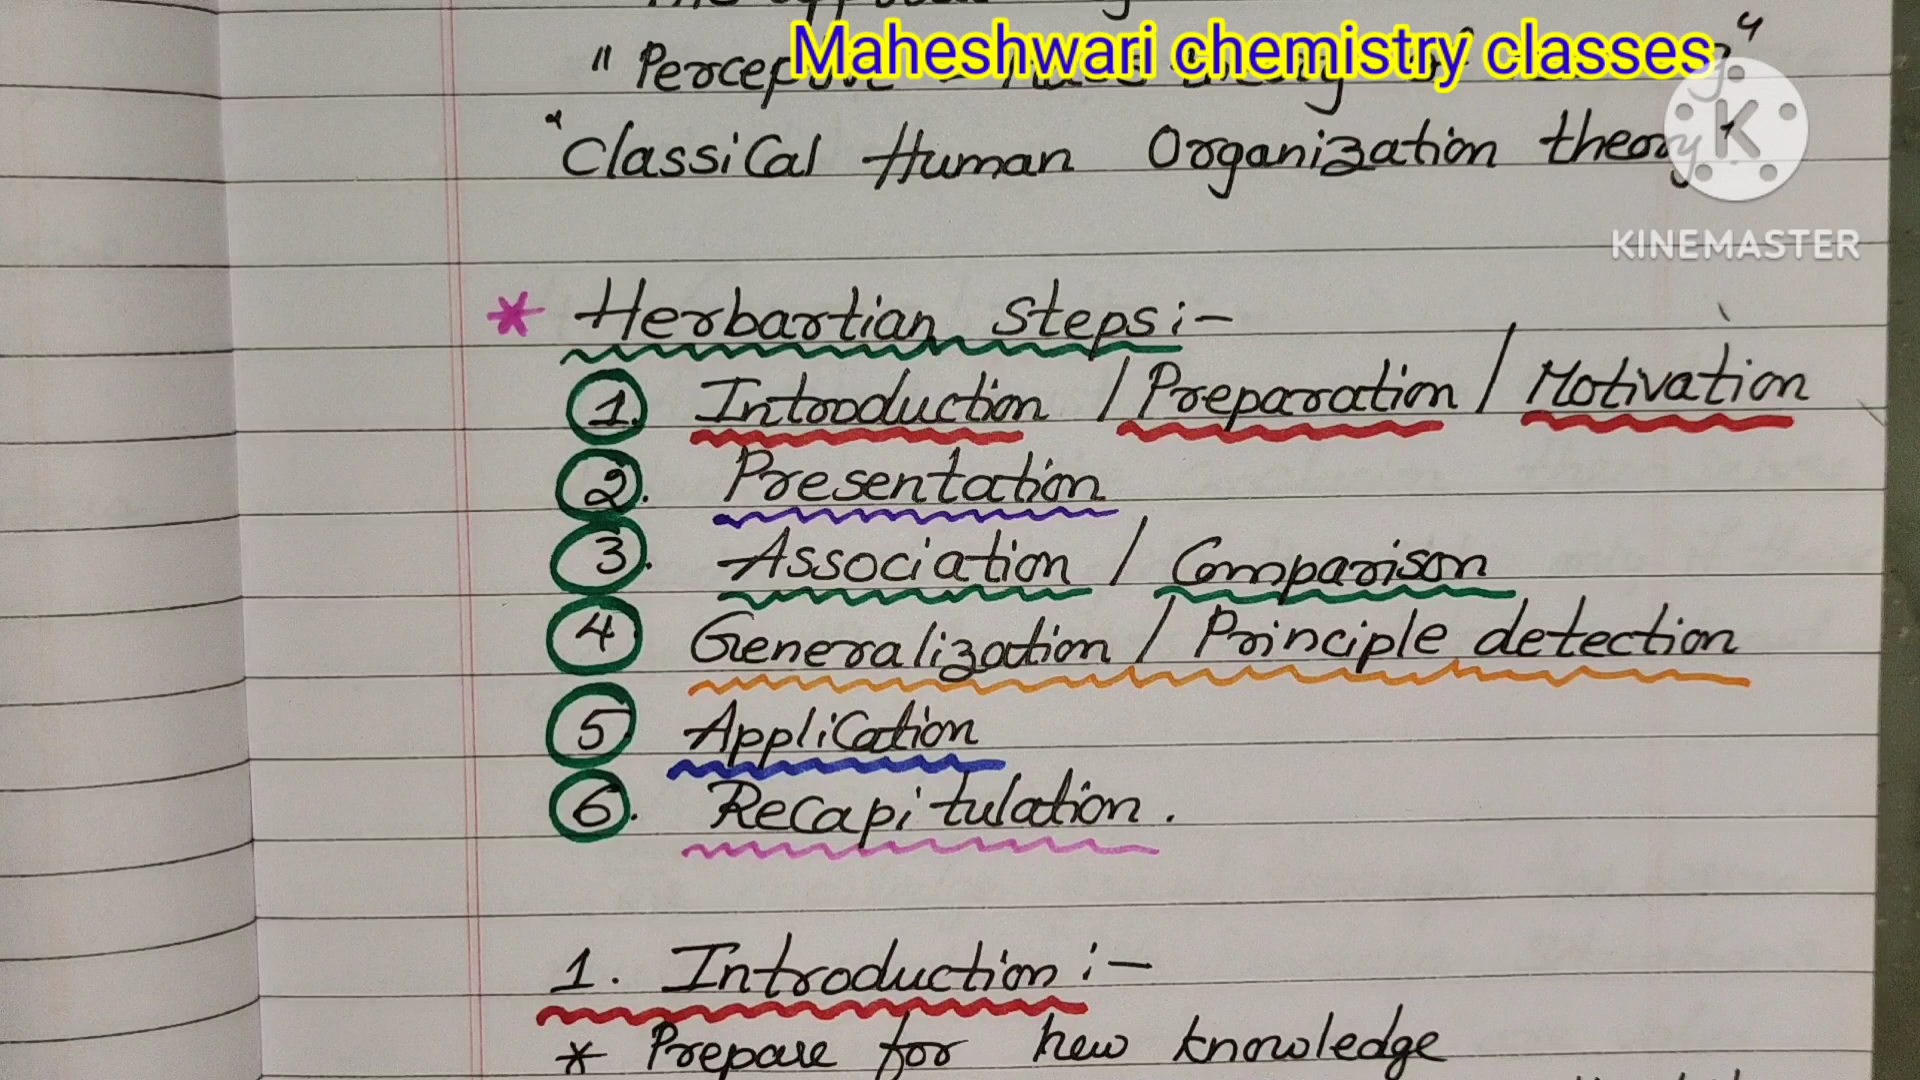 Maheshwari chemistry classes
"Classical Human Organization theory"
K
KINEMASTER
* Herbartian steps:-
1. Introduction / Preparation / Motivation
2. Presentation
3. Association / Comparison
4 Generalization / Principle detection
5 Application
6. Recapitulation.
1. Introduction :-
* Prepare for new knowledge